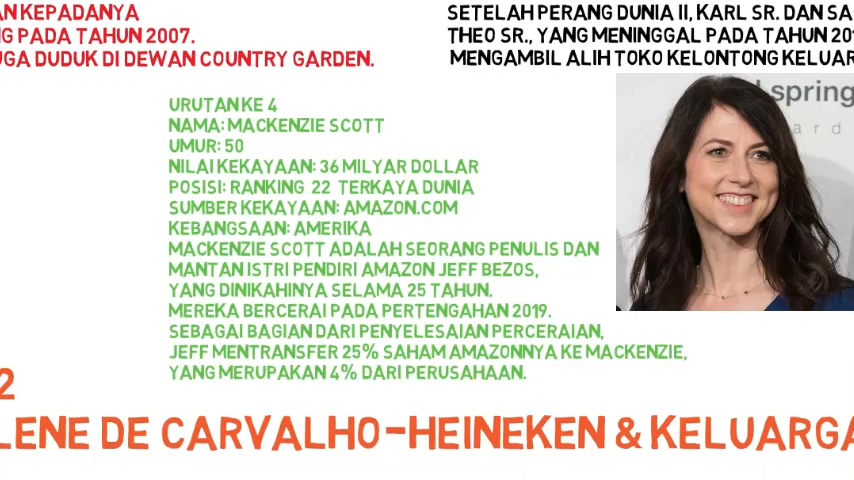 AN KEPADANYA
G PADA TAHUN 2007.
UGA DUDUK DI DEWAN COUNTRY GARDEN.
SETELAH PERANG DUNIA II, KARL SR. DAN SA
THEO SR., YANG MENINGGAL PADA TAHUN 201
MENGAMBIL ALIH TOKO KELONTONG KELUAR
spring
ard
URUTAN KE 4
NAMA: MACKENZIE SCOTT
UMUR: 50
NILAI KEKAYAAN: 36 MILYAR DOLLAR
POSISI: RANKING 22 TERKAYA DUNIA
SUMBER KEKAYAAN: AMAZON.COM
KEBANGSAAN: AMERIKA
MACKENZIE SCOTT ADALAH SEORANG PENULIS DAN
MANTAN ISTRI PENDIRI AMAZON JEFF BEZOS,
YANG DINIKAHINYA SELAMA 25 TAHUN.
MEREKA BERCERAI PADA PERTENGAHAN 2019.
SEBAGAI BAGIAN DARI PENYELESAIAN PERCERAIAN,
JEFF MENTRANSFER 25% SAHAM AMAZONNYA KE MACKENZIE,
YANG MERUPAKAN 4% DARI PERUSAHAAN.
2
LENE DE CARVALHO-HEINEKEN & KELUARGA